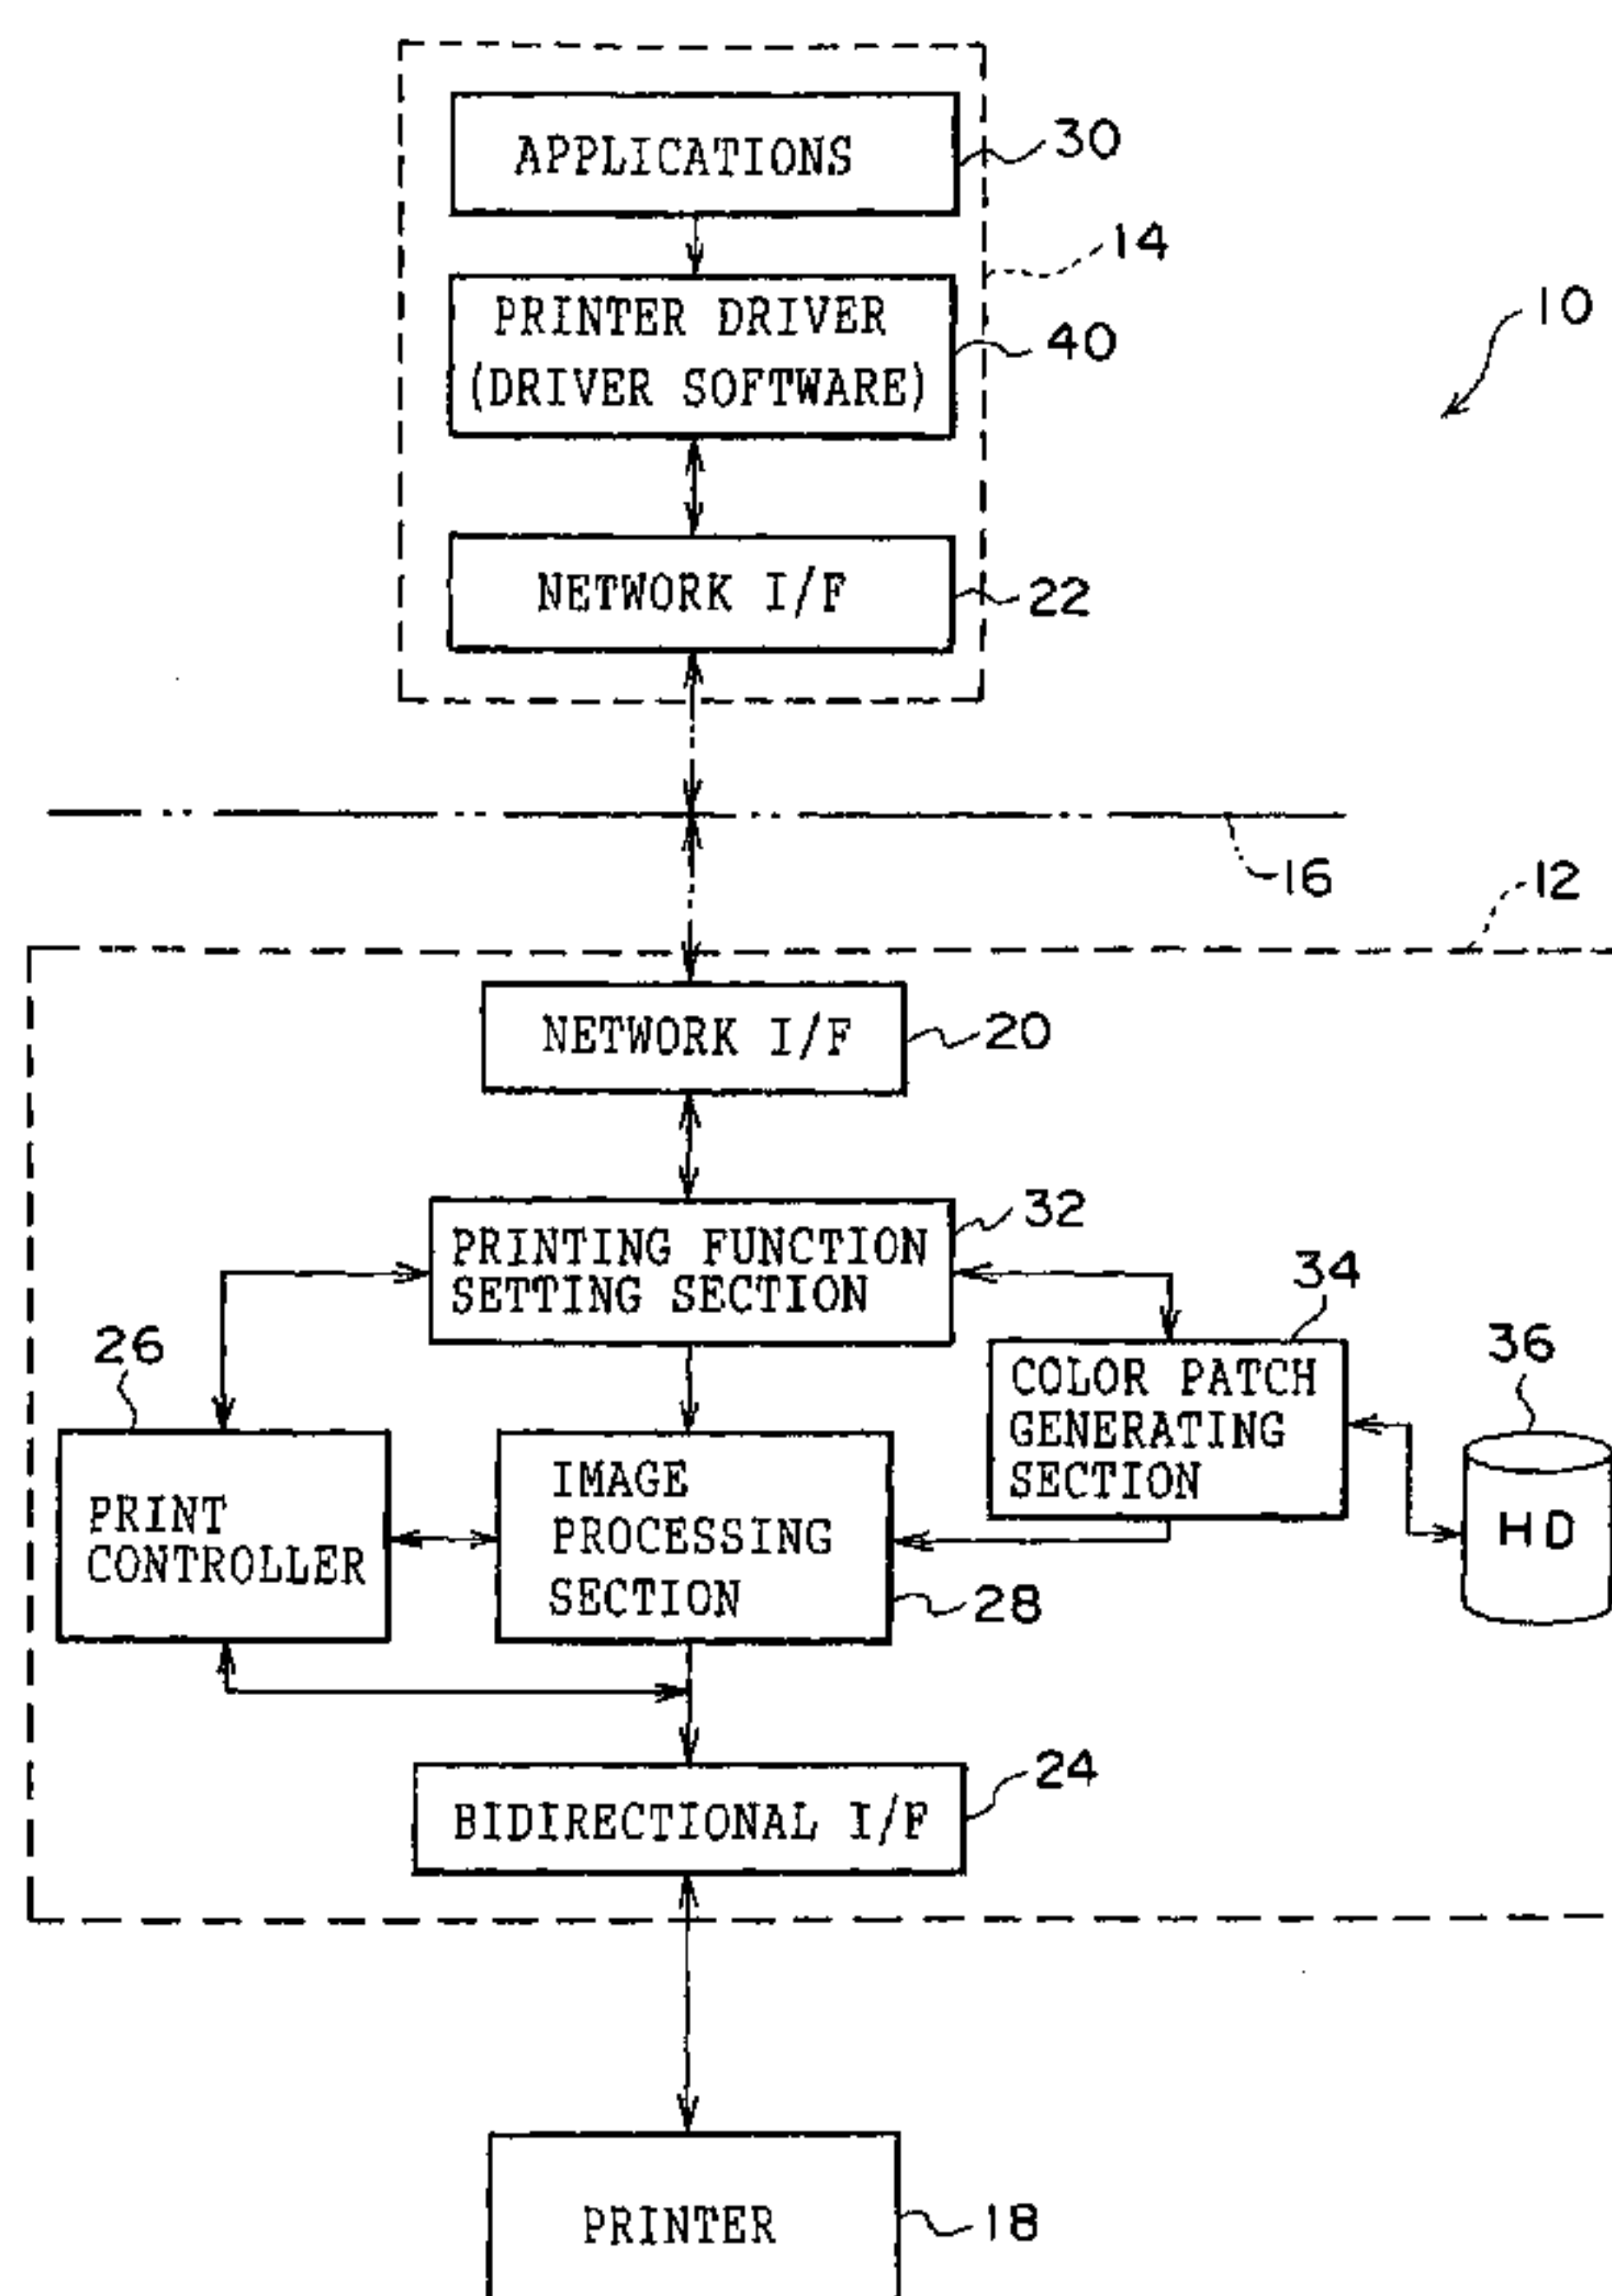 APPLICATIONS
30
14
PRINTER DRIVER
(DRIVER SOFTWARE)
40
10
NETWORK I/F
22
16
12
NETWORK I/F
20
PRINTING FUNCTION
SETTING SECTION
32
34
COLOR PATCH
GENERATING
SECTION
36
HD
26
PRINT
CONTROLLER
IMAGE
PROCESSING
SECTION
28
24
BIDIRECTIONAL I/F
PRINTER
18